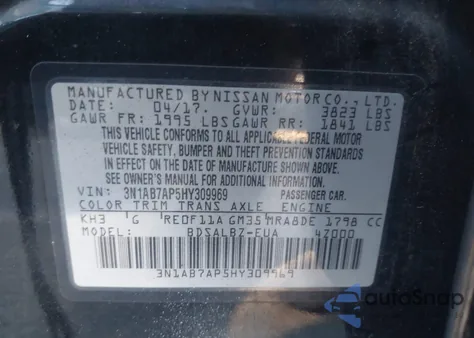 MANUFACTURED BY NISSAN MOTOR CO., LTD.
DATE: 04/17. GVWR: 3823 LBS
GAWR FR: 1995 LBS GAWR RR: 1841 LBS
THIS VEHICLE CONFORMS TO ALL APPLICABLE FEDERAL MOTOR
VEHICLE SAFETY, BUMPER AND THEFT PREVENTION STANDARDS
IN EFFECT ON THE DATE OF MANUFACTURE SHOWN ABOVE.
SEE OWNER'S MANUAL AND ADDITIONAL LABELS.
VIN: 3N1AB7AP5HY309969 PASSENGER CAR.
COLOR TRIM TRANS AXLE ENGINE
KH3 G RE0F11A GM35 MRA8DE 1798 CC
MODEL: BDSALBZ-EUA 42000
3N1AB7AP5HY309969
autoSnap